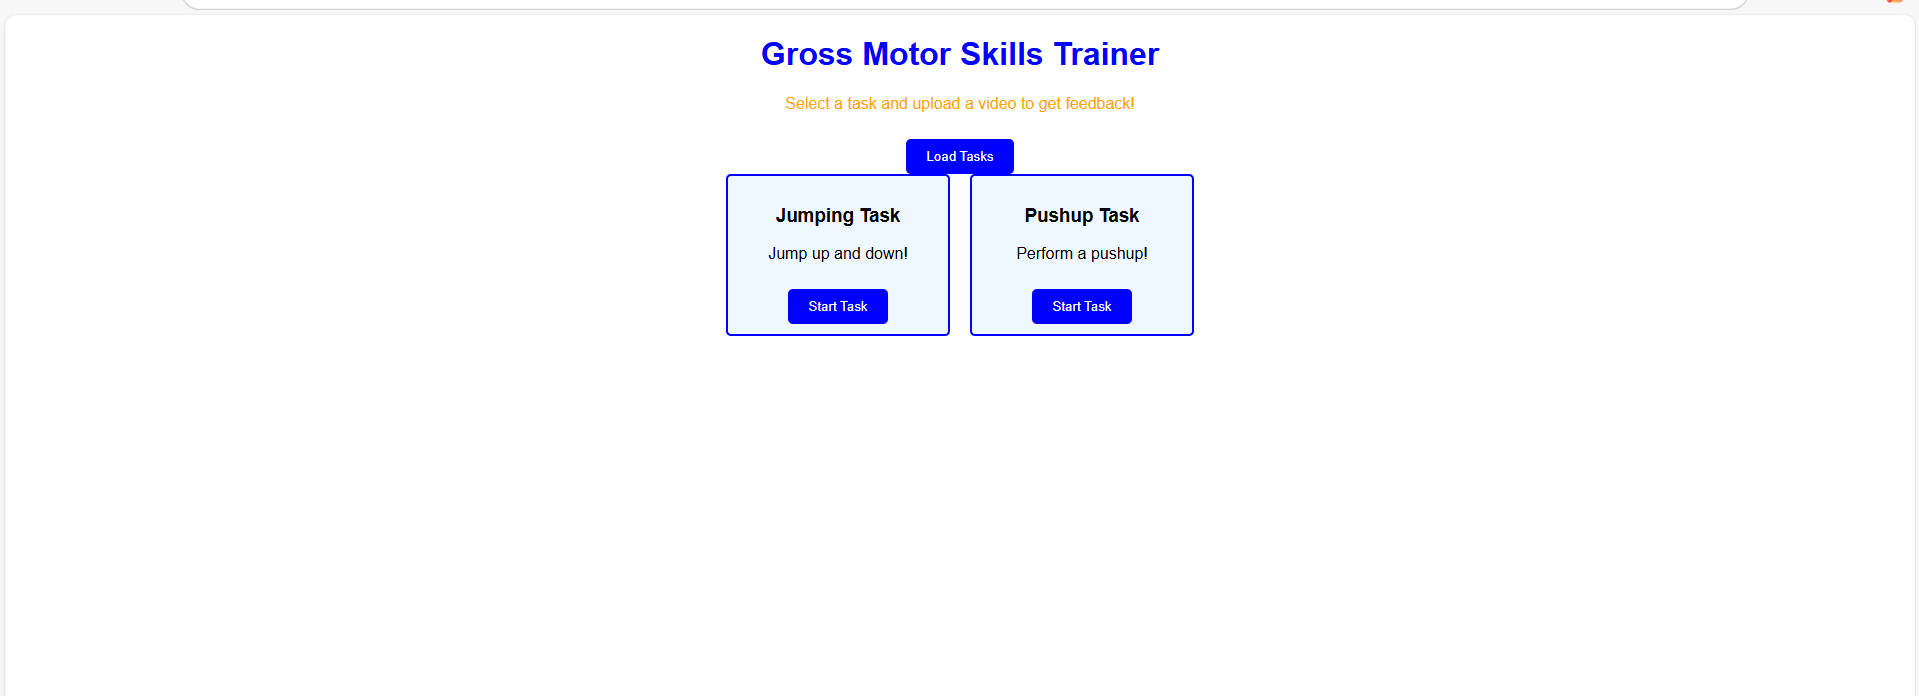 Gross Motor Skills Trainer
Select a task and upload a video to get feedback!
Load Tasks
Jumping Task
Jump up and down!
Start Task
Pushup Task
Perform a pushup!
Start Task